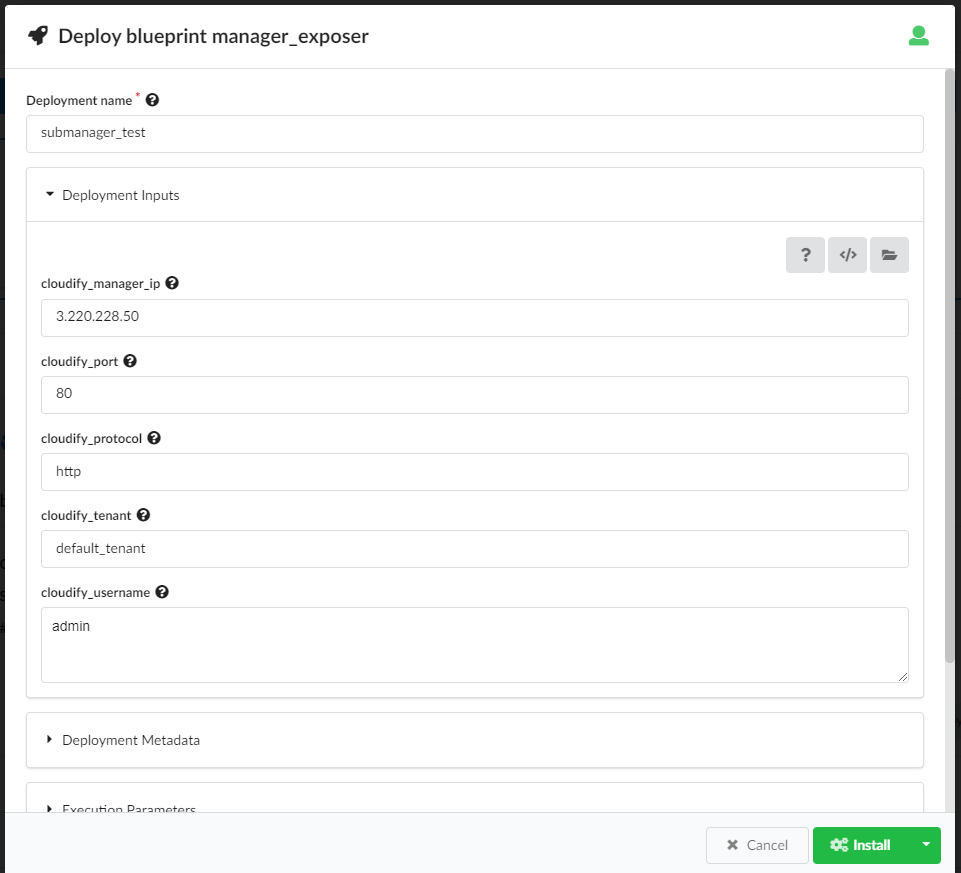 Deploy blueprint manager_exposer
Deployment name *
submanager_test
Deployment Inputs
? </>
cloudify_manager_ip ?
3.220.228.50
cloudify_port ?
80
cloudify_protocol ?
http
cloudify_tenant ?
default_tenant
cloudify_username ?
admin
Deployment Metadata
Execution Parameters
Cancel Install